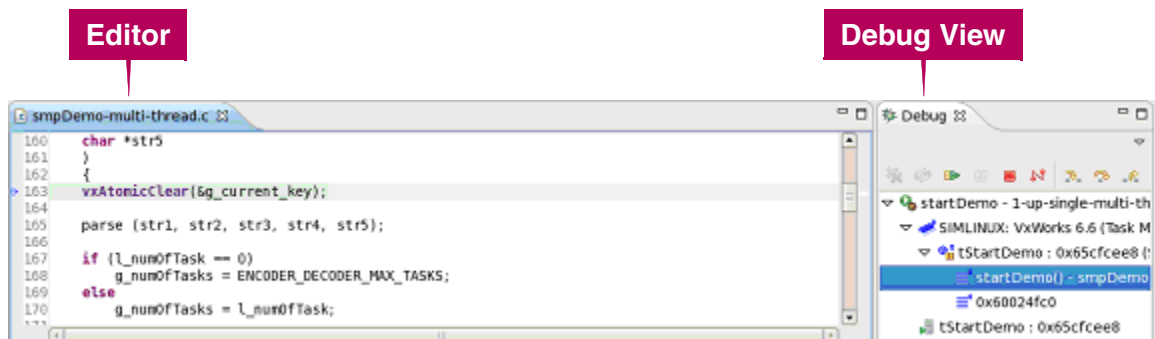 Editor
Debug View
smpDemo-multi-thread.c
Debug
160 char *str5
161 )
162 {
163 vxAtomicClear(&g_current_key);
164
165 parse (str1, str2, str3, str4, str5);
166
167 if (l_numOfTask == 0)
168 g_numOfTasks = ENCODER_DECODER_MAX_TASKS;
169 else
170 g_numOfTasks = l_numOfTask;
startDemo - 1-up-single-multi-th
SIMLINUX: VxWorks 6.6 (Task M
tStartDemo : 0x65cfcee8 (
startDemo() - smpDemo
0x60024fc0
tStartDemo : 0x65cfcee8